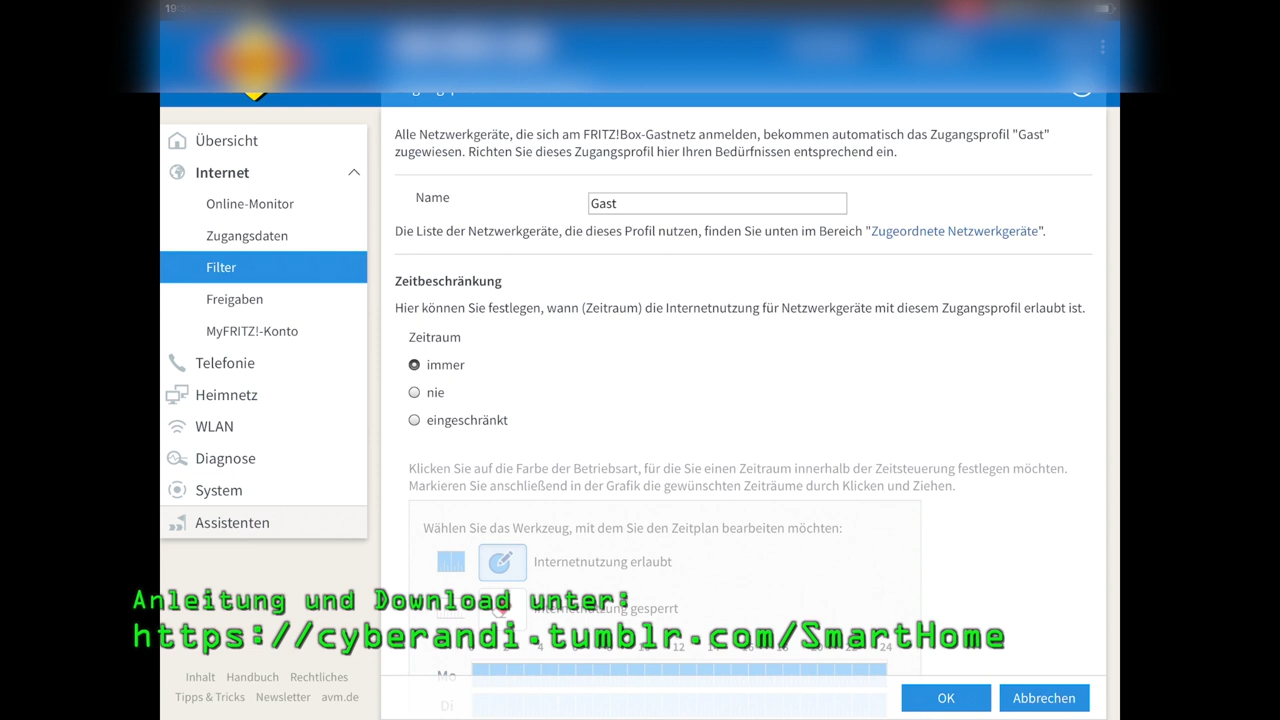 Alle Netzwerkgeräte, die sich am FRITZ!Box-Gastnetz anmelden, bekommen automatisch das Zugangsprofil "Gast"
zugewiesen. Richten Sie dieses Zugangsprofil hier Ihren Bedürfnissen entsprechend ein.
Name
Gast
Die Liste der Netzwerkgeräte, die dieses Profil nutzen, finden Sie unten im Bereich "Zugeordnete Netzwerkgeräte".
Zeitbeschränkung
Hier können Sie festlegen, wann (Zeitraum) die Internetnutzung für Netzwerkgeräte mit diesem Zugangsprofil erlaubt ist.
Zeitraum
immer
nie
eingeschränkt
Klicken Sie auf die Farbe der Betriebsart, für die Sie einen Zeitraum innerhalb der Zeitsteuerung festlegen möchten.
Markieren Sie anschließend in der Grafik die gewünschten Zeiträume durch Klicken und Ziehen.
Wählen Sie das Werkzeug, mit dem Sie den Zeitplan bearbeiten möchten:
Internetnutzung erlaubt
Internetnutzung gesperrt
Mo
Di
OK
Abbrechen
Übersicht
Internet
Online-Monitor
Zugangsdaten
Filter
Freigaben
MyFRITZ!-Konto
Telefonie
Heimnetz
WLAN
Diagnose
System
Assistenten
Anleitung und Download unter:
https://cyberandi.tumblr.com/SmartHome
Inhalt Handbuch Rechtliches
Tipps & Tricks Newsletter avm.de